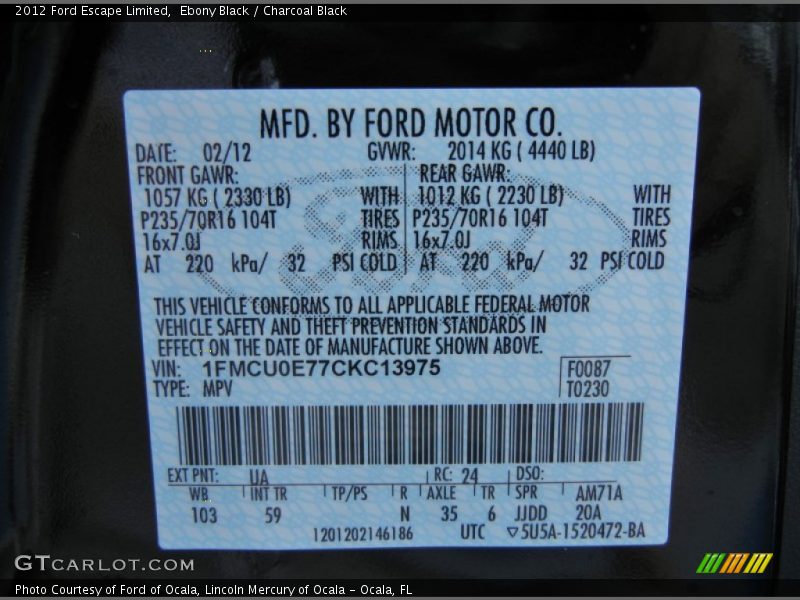 2012 Ford Escape Limited, Ebony Black / Charcoal Black
MFD. BY FORD MOTOR CO.
DATE: 02/12 GVWR: 2014 KG ( 4440 LB)
FRONT GAWR: REAR GAWR:
1057 KG ( 2330 LB) WITH 1012 KG ( 2230 LB) WITH
P235/70R16 104T TIRES P235/70R16 104T TIRES
16x7.0J RIMS 16x7.0J RIMS
AT 220 kPa/ 32 PSI COLD AT 220 kPa/ 32 PSI COLD
THIS VEHICLE CONFORMS TO ALL APPLICABLE FEDERAL MOTOR
VEHICLE SAFETY AND THEFT PREVENTION STANDARDS IN
EFFECT ON THE DATE OF MANUFACTURE SHOWN ABOVE.
VIN: 1FMCU0E77CKC13975 F0087
TYPE: MPV T0230
EXT PNT: UA RC: 24 DSO:
WB INT TR TP/PS R AXLE TR SPR AM71A
103 59 N 35 6 JJDD 20A
1201202146186 UTC ▽5U5A-1520472-BA
GTCARLOT.COM
Photo Courtesy of Ford of Ocala, Lincoln Mercury of Ocala - Ocala, FL